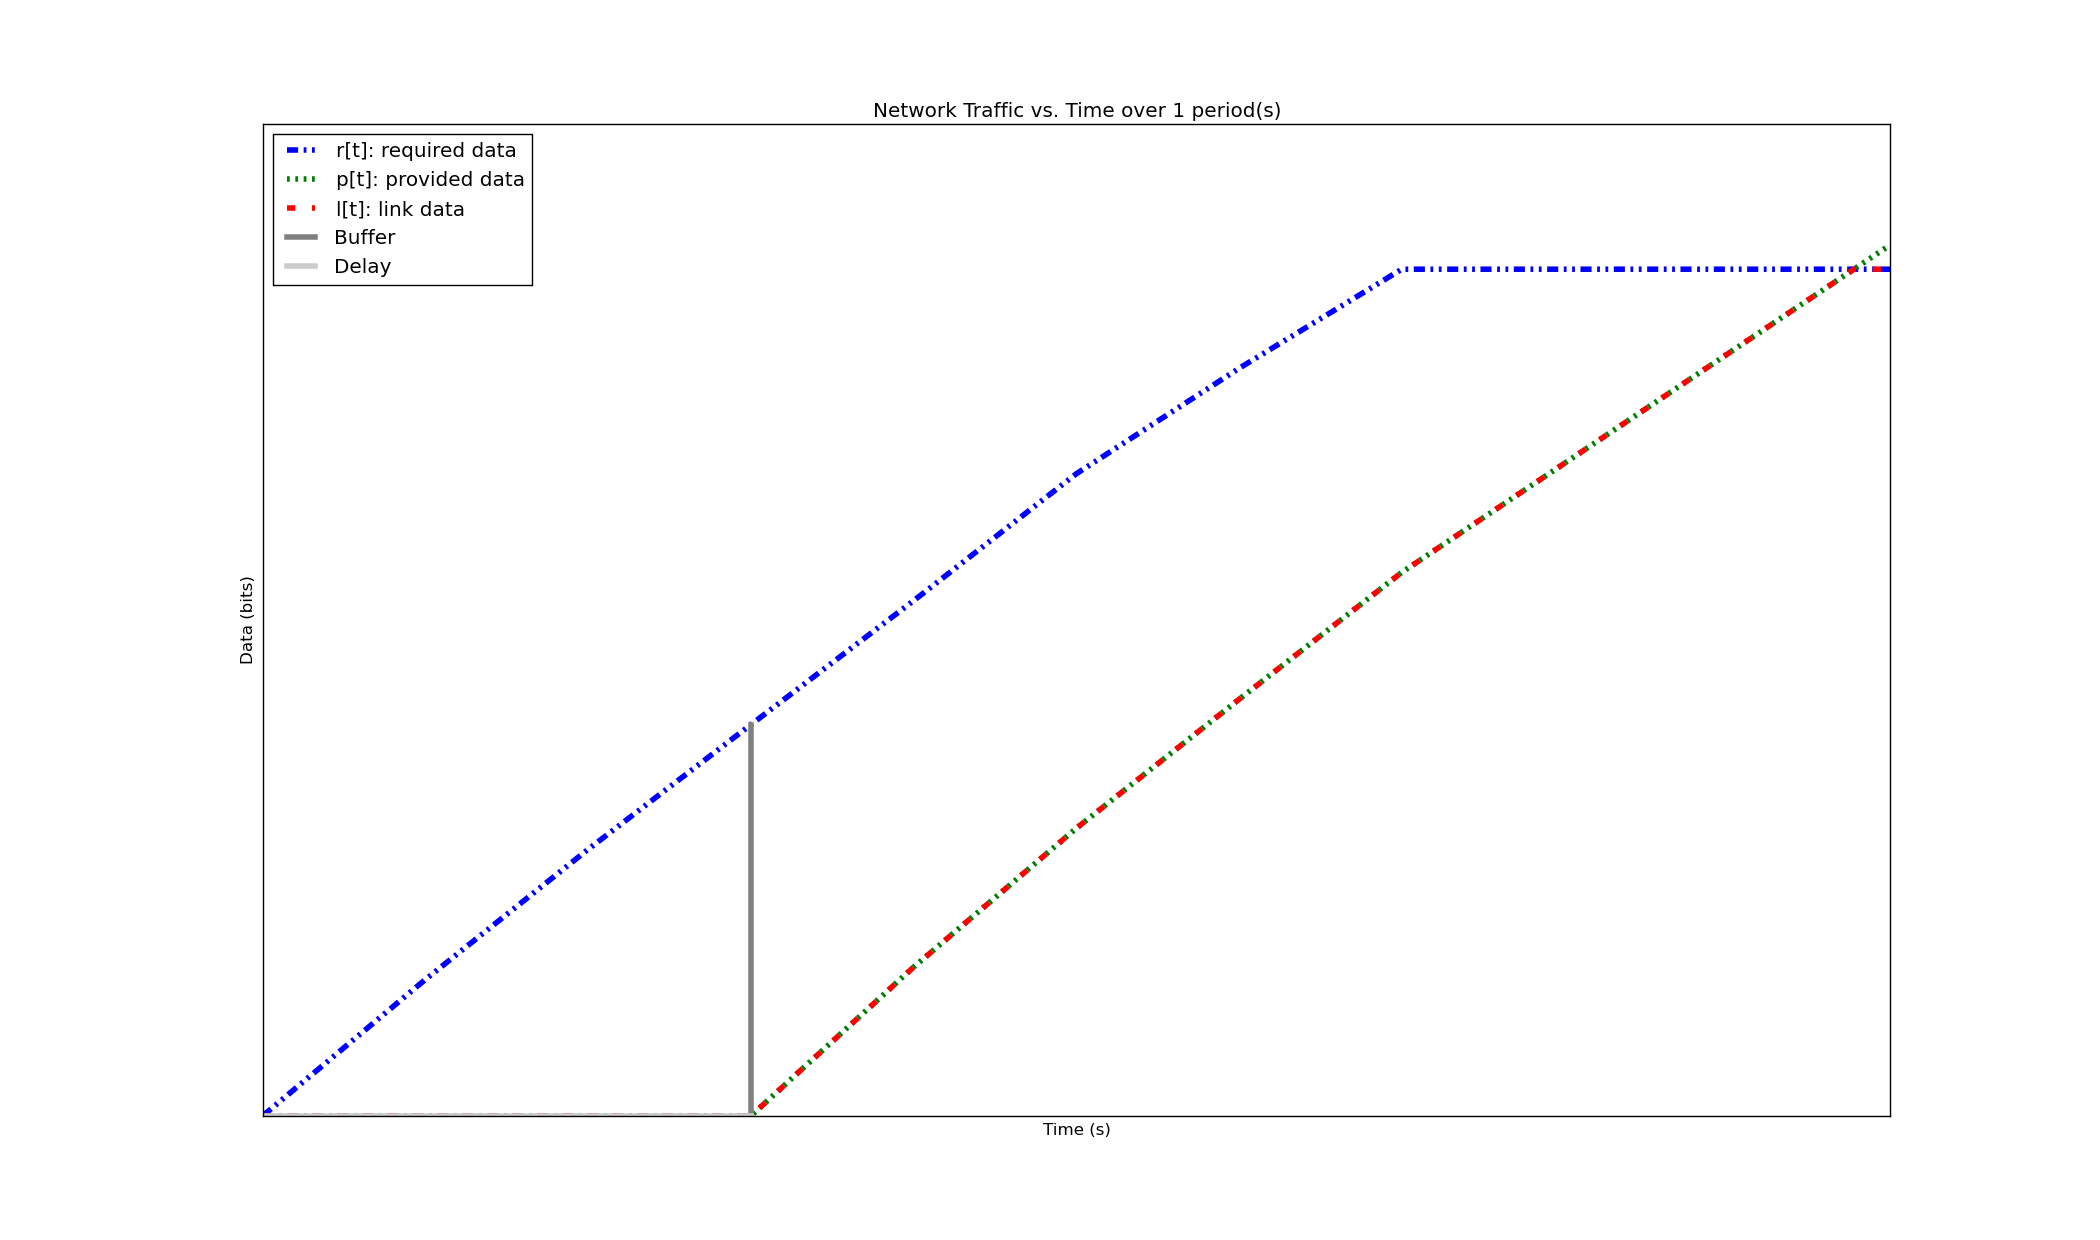 Network Traffic vs. Time over 1 period(s)
r[t]: required data
p[t]: provided data
l[t]: link data
Buffer
Delay
Data (bits)
Time (s)